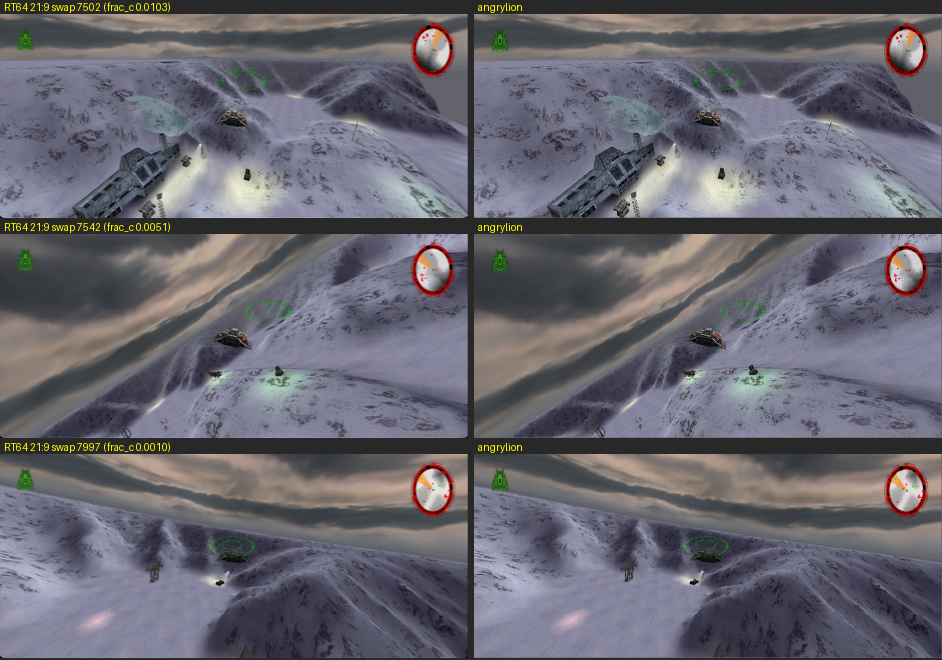 RT64 21:9 swap 7502 (frac_c 0.0103)
angrylion
RT64 21:9 swap 7542 (frac_c 0.0051)
angrylion
RT64 21:9 swap 7997 (frac_c 0.0010)
angrylion